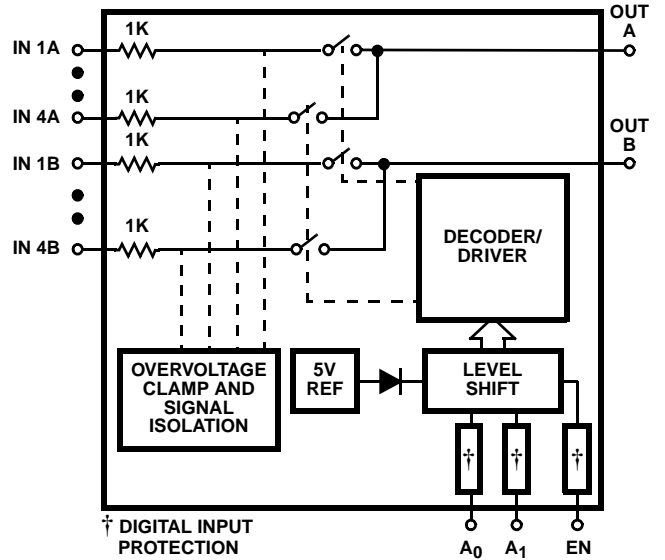 OUT
A
1K
IN 1A
1K
IN 4A
1K
IN 1B
OUT
B
1K
IN 4B
DECODER/
DRIVER
OVERVOLTAGE
CLAMP AND
SIGNAL
ISOLATION
5V
REF
LEVEL
SHIFT
† † †
† DIGITAL INPUT
PROTECTION
A0 A1 EN